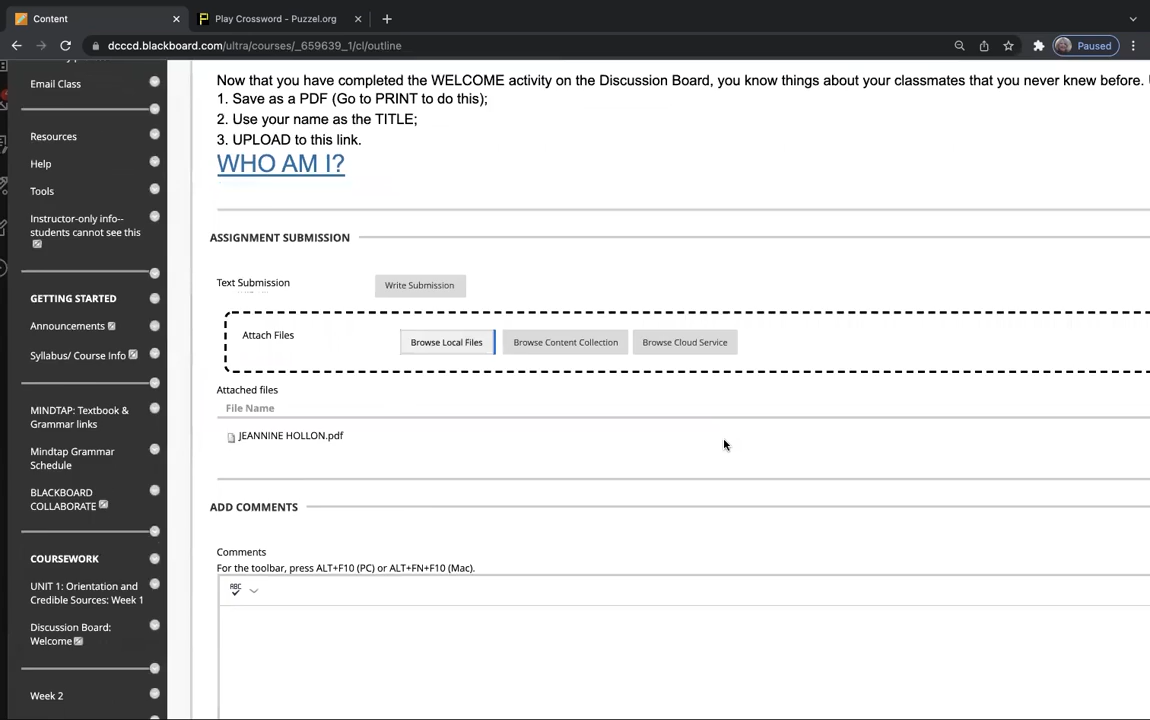 Content
Play Crossword - Puzzel.org
dcccd.blackboard.com/ultra/courses/_659639_1/cl/outline
Paused
Email Class
Resources
Help
Tools
Instructor-only info--
students cannot see this
GETTING STARTED
Announcements
Syllabus/ Course Info
MINDTAP: Textbook &
Grammar links
Mindtap Grammar
Schedule
BLACKBOARD
COLLABORATE
COURSEWORK
UNIT 1: Orientation and
Credible Sources: Week 1
Discussion Board:
Welcome
Week 2
Now that you have completed the WELCOME activity on the Discussion Board, you know things about your classmates that you never knew before.
1. Save as a PDF (Go to PRINT to do this);
2. Use your name as the TITLE;
3. UPLOAD to this link.
WHO AM I?
ASSIGNMENT SUBMISSION
Text Submission
Write Submission
Attach Files
Browse Local Files
Browse Content Collection
Browse Cloud Service
Attached files
File Name
JEANNINE HOLLON.pdf
ADD COMMENTS
Comments
For the toolbar, press ALT+F10 (PC) or ALT+FN+F10 (Mac).
ABC